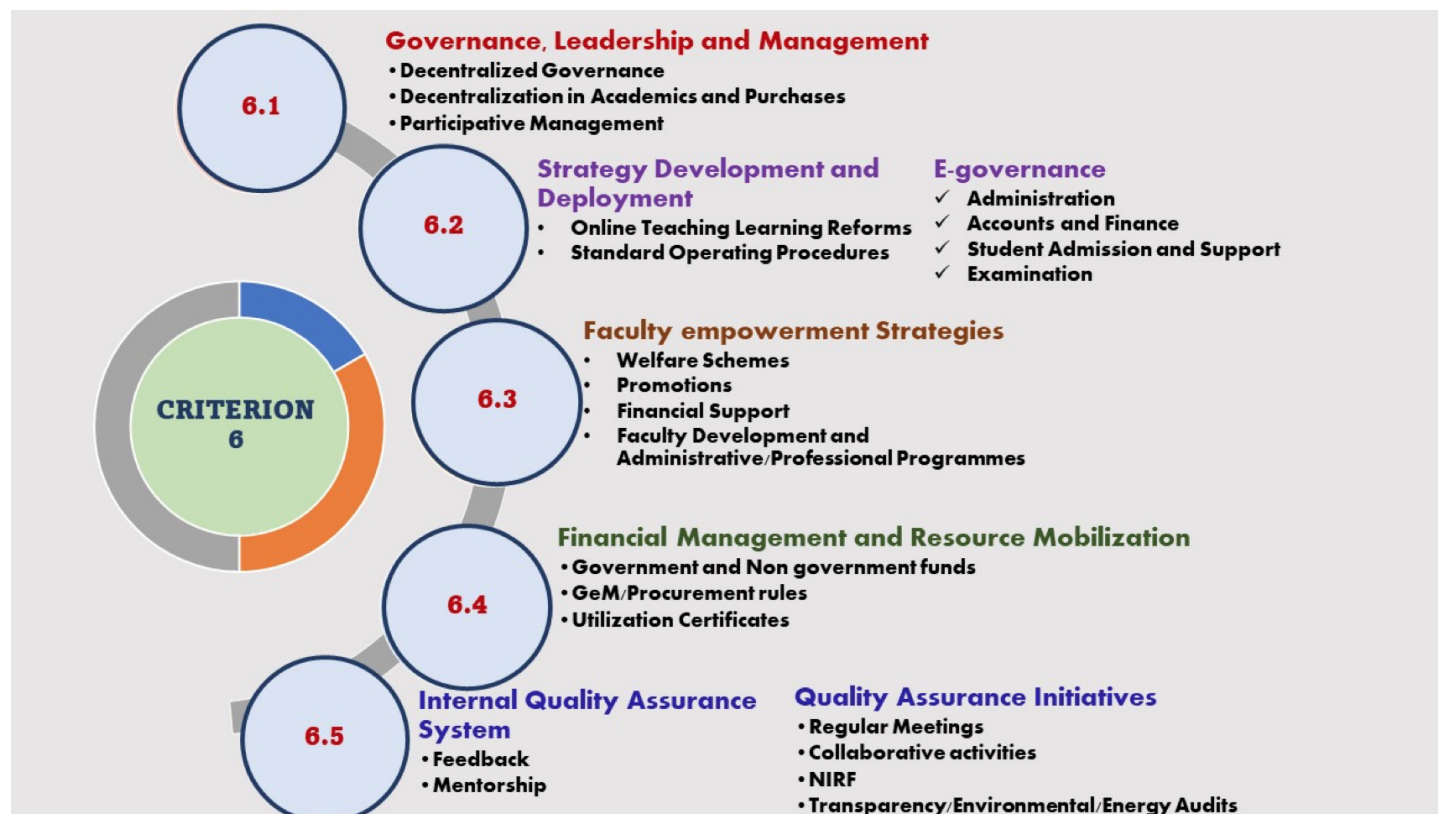 6.1
Governance, Leadership and Management
•Decentralized Governance
•Decentralization in Academics and Purchases
•Participative Management
6.2
Strategy Development and
Deployment
• Online Teaching Learning Reforms
• Standard Operating Procedures
E-governance
✓ Administration
✓ Accounts and Finance
✓ Student Admission and Support
✓ Examination
CRITERION
6
6.3
Faculty empowerment Strategies
• Welfare Schemes
• Promotions
• Financial Support
• Faculty Development and
Administrative/Professional Programmes
6.4
Financial Management and Resource Mobilization
•Government and Non government funds
•GeM/Procurement rules
•Utilization Certificates
6.5
Internal Quality Assurance
System
•Feedback
•Mentorship
Quality Assurance Initiatives
•Regular Meetings
•Collaborative activities
•NIRF
•Transparency/Environmental/Energy Audits